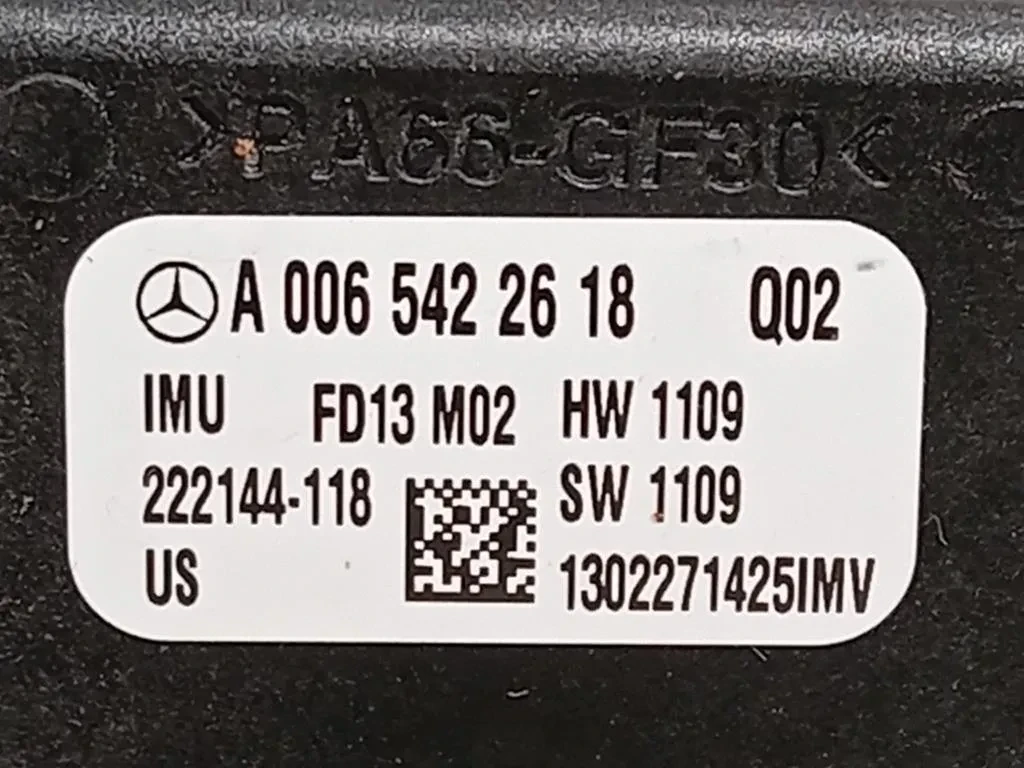 >PA66-GF30<
A 006 542 26 18 Q02
IMU FD13 M02 HW 1109
222144-118 SW 1109
US 1302271425IMV